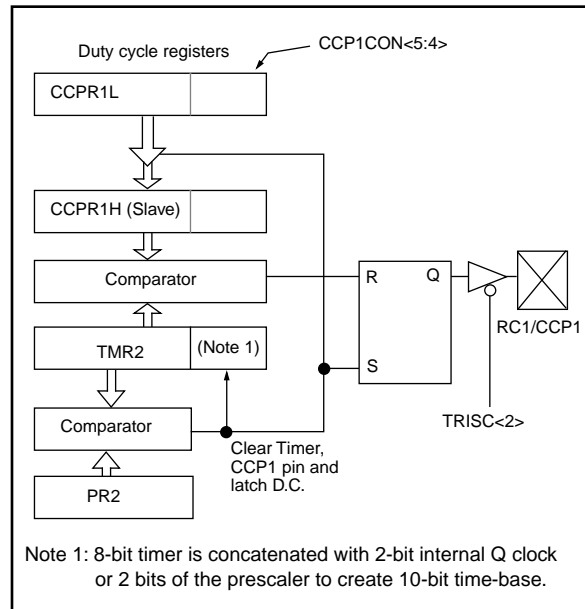 Duty cycle registers
CCP1CON<5:4>
CCPR1L
CCPR1H (Slave)
Comparator
R
Q
RC1/CCP1
TMR2
(Note 1)
S
TRISC<2>
Comparator
Clear Timer,
CCP1 pin and
latch D.C.
PR2
Note 1: 8-bit timer is concatenated with 2-bit internal Q clock
or 2 bits of the prescaler to create 10-bit time-base.